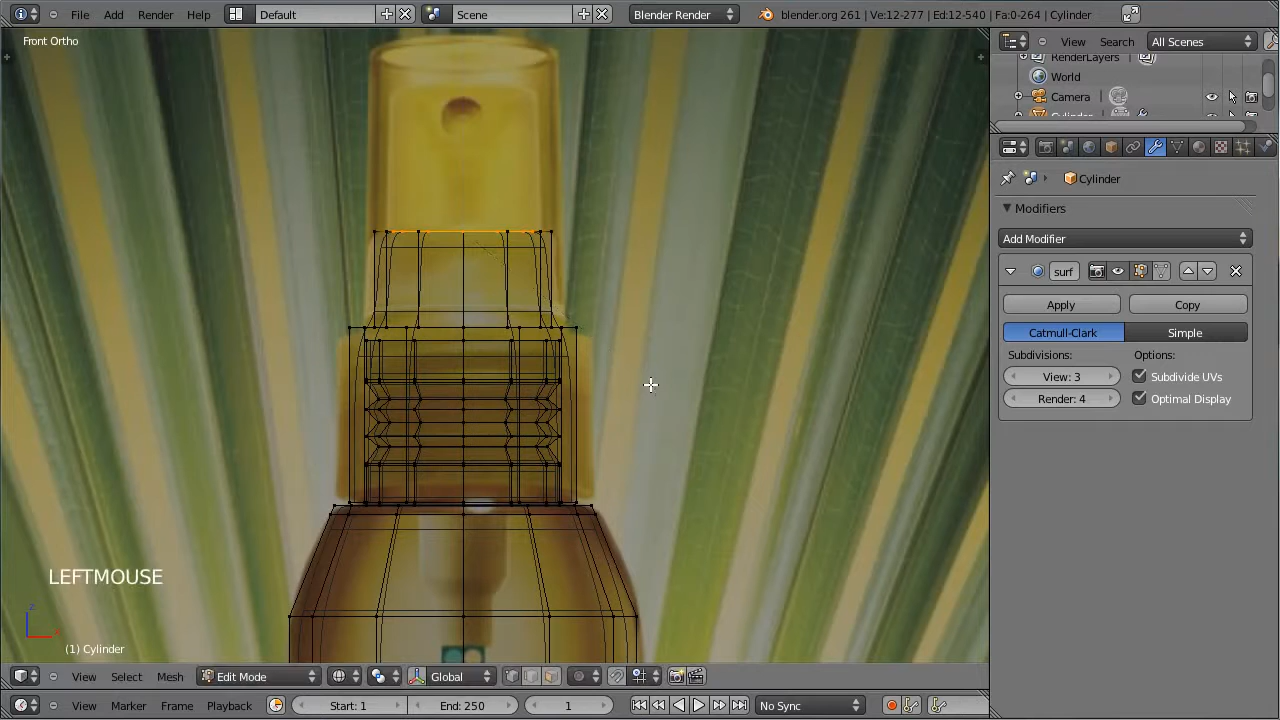 File Add Render Help Default Scene Blender Render blender.org 261 | Ve:12-277 | Ed:12-540 | Fa:0-264 | Cylinder
Front Ortho
View Search All Scenes
RenderLayers
World
Camera
Cylinder
Cylinder
Modifiers
Add Modifier
surf
Apply Copy
Catmull-Clark Simple
Subdivisions: Options:
View: 3 Subdivide UVs
Render: 4 Optimal Display
LEFTMOUSE
z
(1) Cylinder
View Select Mesh Edit Mode Global
View Marker Frame Playback Start: 1 End: 250 1 No Sync